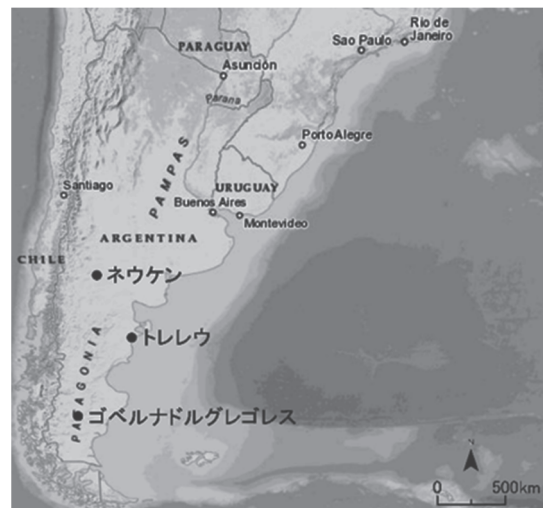 PARAGUAY
Asunción
Sao Paulo
Rio de
Janeiro
Parana
Porto Alegre
PAMPAS
Santiago
URUGUAY
Buenos Aires
Montevideo
ARGENTINA
CHILE
ネウケン
PATAGONIA
トレレウ
ゴベルナドルグレゴレス
N
0 500km